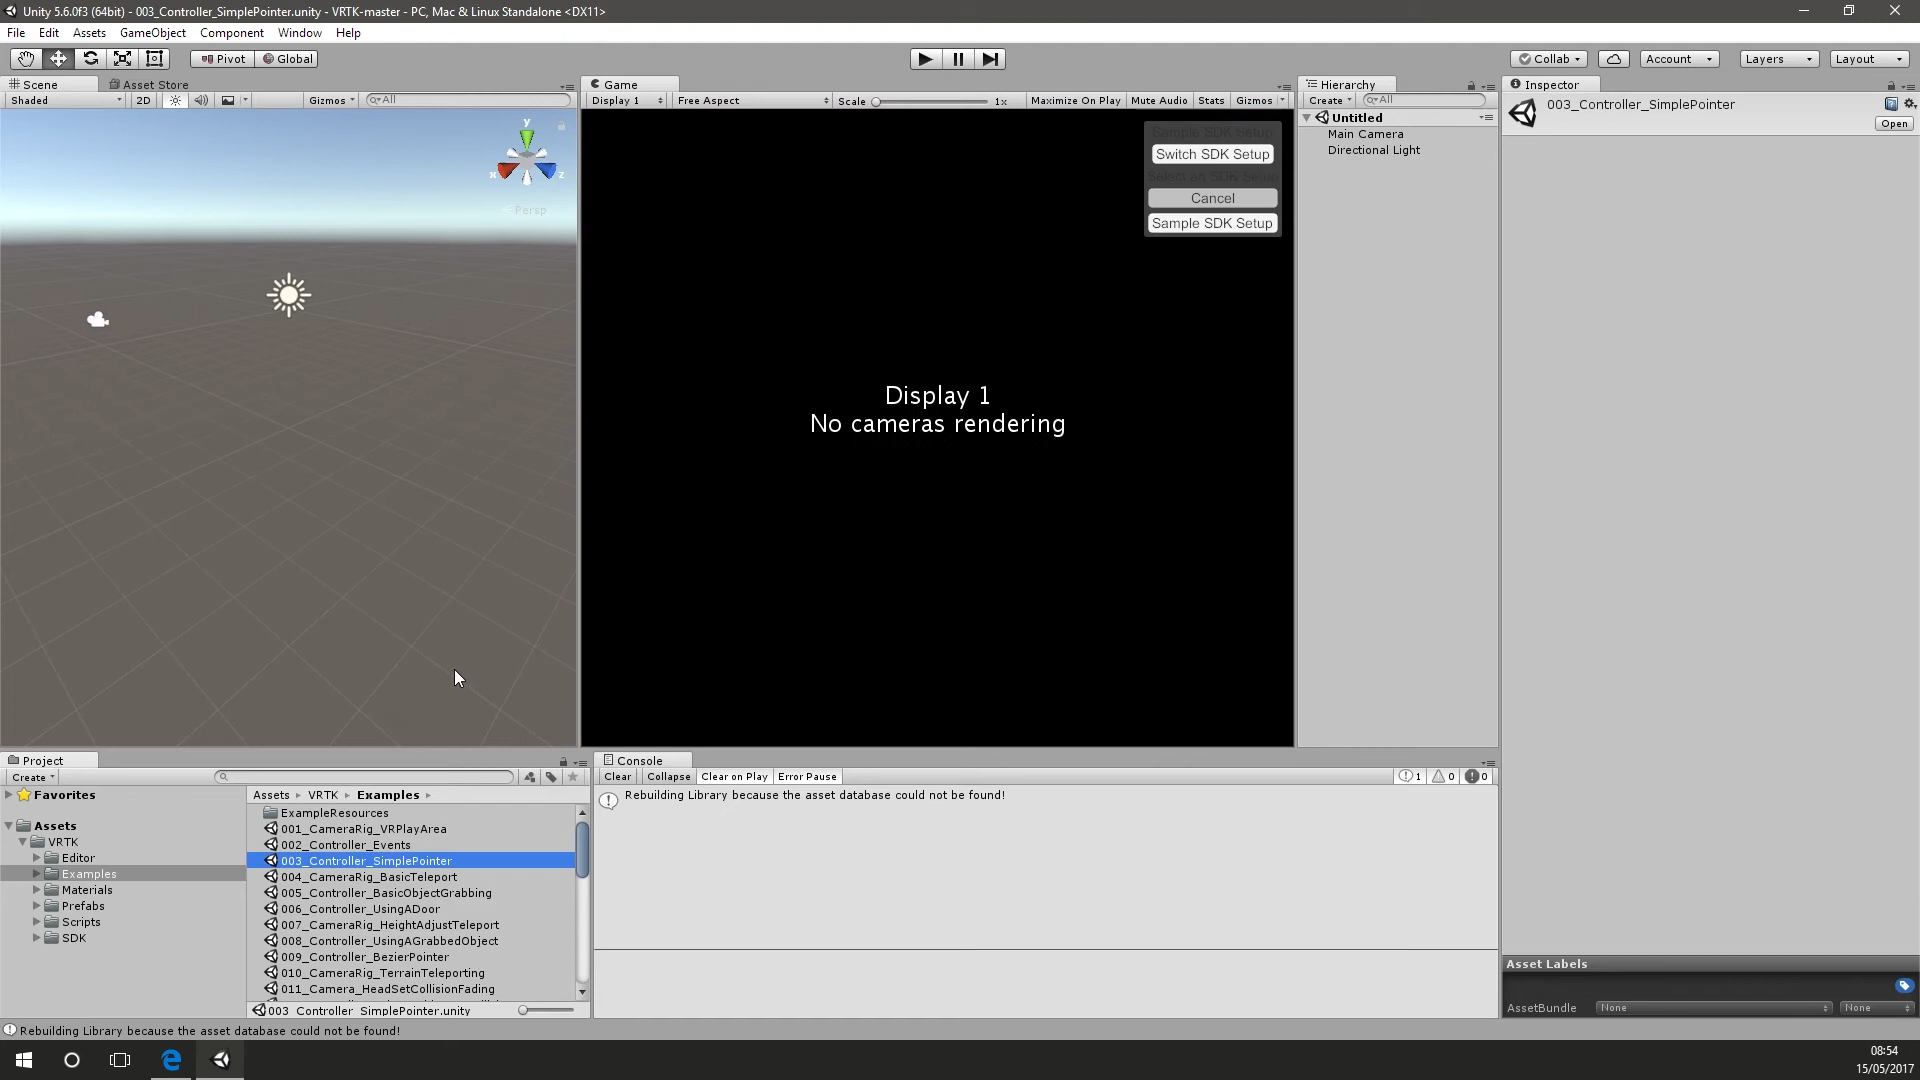 Unity 5.6.0f3 (64bit) - 003_Controller_SimplePointer.unity - VRTK-master - PC, Mac & Linux Standalone <DX11>
File Edit Assets GameObject Component Window Help
Pivot Global Collab Account Layers Layout
Scene Asset Store
Shaded 2D Gizmos All
y
x z
Persp
Game
Display 1 Free Aspect Scale 1x Maximize On Play Mute Audio Stats Gizmos
Sample SDK Setup
Switch SDK Setup
Select an SDK Setup
Cancel
Sample SDK Setup
Display 1
No cameras rendering
Hierarchy
Create All
Untitled
Main Camera
Directional Light
Inspector
003_Controller_SimplePointer
Open
Project
Create
Favorites
Assets
VRTK
Editor
Examples
Materials
Prefabs
Scripts
SDK
Assets VRTK Examples
ExampleResources
001_CameraRig_VRPlayArea
002_Controller_Events
003_Controller_SimplePointer
004_CameraRig_BasicTeleport
005_Controller_BasicObjectGrabbing
006_Controller_UsingADoor
007_CameraRig_HeightAdjustTeleport
008_Controller_UsingAGrabbedObject
009_Controller_BezierPointer
010_CameraRig_TerrainTeleporting
011_Camera_HeadSetCollisionFading
003_Controller_SimplePointer.unity
Console
Clear Collapse Clear on Play Error Pause 1 0 0
Rebuilding Library because the asset database could not be found!
Asset Labels
AssetBundle None None
Rebuilding Library because the asset database could not be found!
08:54
15/05/2017